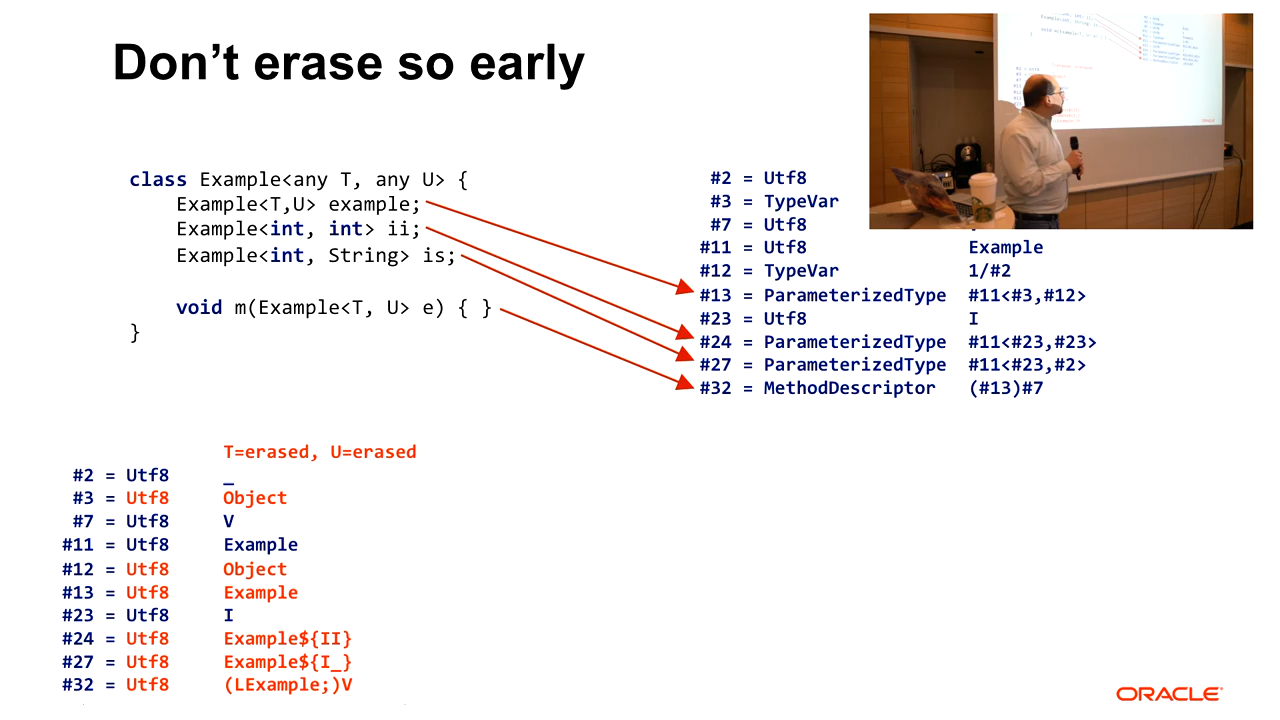 Don’t erase so early
class Example<any T, any U> {
Example<T,U> example;
Example<int, int> ii;
Example<int, String> is;
void m(Example<T, U> e) { }
}
#2 = Utf8
#3 = TypeVar
#7 = Utf8
#11 = Utf8 Example
#12 = TypeVar 1/#2
#13 = ParameterizedType #11<#3,#12>
#23 = Utf8 I
#24 = ParameterizedType #11<#23,#23>
#27 = ParameterizedType #11<#23,#2>
#32 = MethodDescriptor (#13)#7
T=erased, U=erased
#2 = Utf8 _
#3 = Utf8 Object
#7 = Utf8 V
#11 = Utf8 Example
#12 = Utf8 Object
#13 = Utf8 Example
#23 = Utf8 I
#24 = Utf8 Example${II}
#27 = Utf8 Example${I_}
#32 = Utf8 (LExample;)V
ORACLE